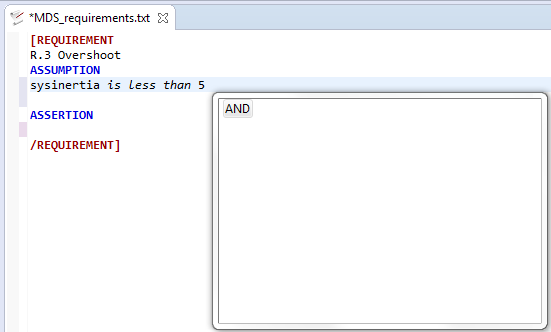 *MDS_requirements.txt
[REQUIREMENT
R.3 Overshoot
ASSUMPTION
sysinertia is less than 5
AND
ASSERTION
/REQUIREMENT]